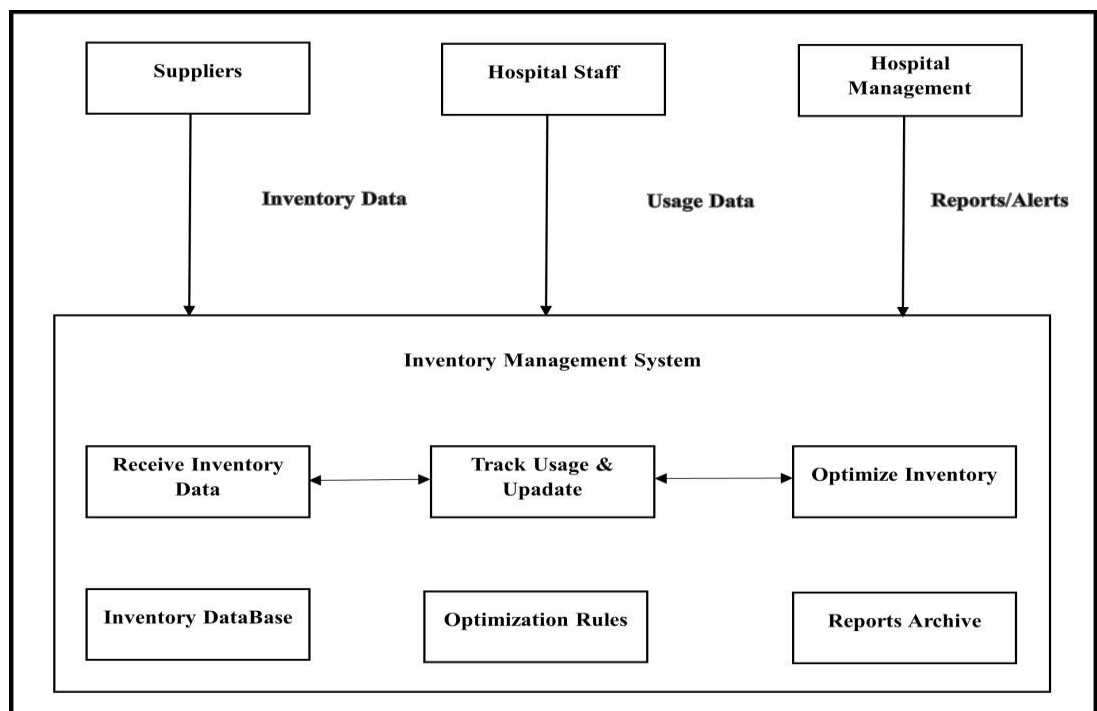 Suppliers
Hospital Staff
Hospital
Management
Inventory Data
Usage Data
Reports/Alerts
Inventory Management System
Receive Inventory
Data
Track Usage &
Upadate
Optimize Inventory
Inventory DataBase
Optimization Rules
Reports Archive